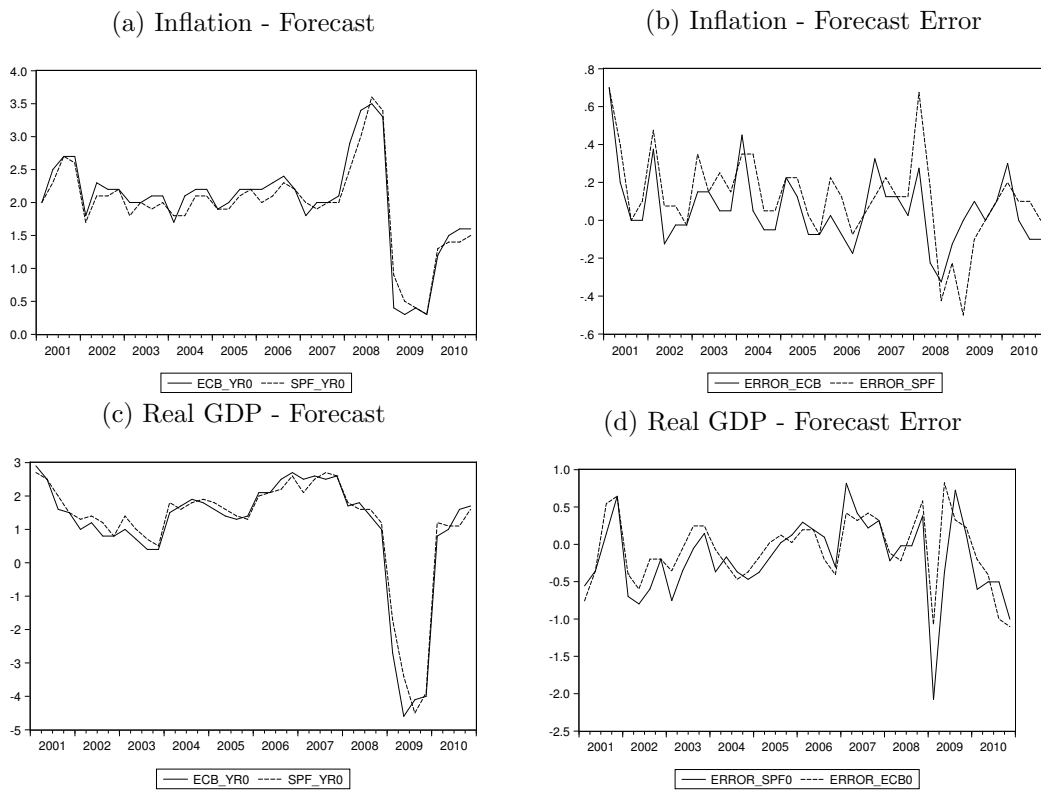 (a) Inflation - Forecast
4.0
3.5
3.0
2.5
2.0
1.5
1.0
0.5
0.0
2001 2002 2003 2004 2005 2006 2007 2008 2009 2010
ECB_YR0 SPF_YR0
(b) Inflation - Forecast Error
.8
.6
.4
.2
.0
-.2
-.4
-.6
2001 2002 2003 2004 2005 2006 2007 2008 2009 2010
ERROR_ECB ERROR_SPF
(c) Real GDP - Forecast
3
2
1
0
-1
-2
-3
-4
-5
2001 2002 2003 2004 2005 2006 2007 2008 2009 2010
ECB_YR0 SPF_YR0
(d) Real GDP - Forecast Error
1.0
0.5
0.0
-0.5
-1.0
-1.5
-2.0
-2.5
2001 2002 2003 2004 2005 2006 2007 2008 2009 2010
ERROR_SPF0 ERROR_ECB0